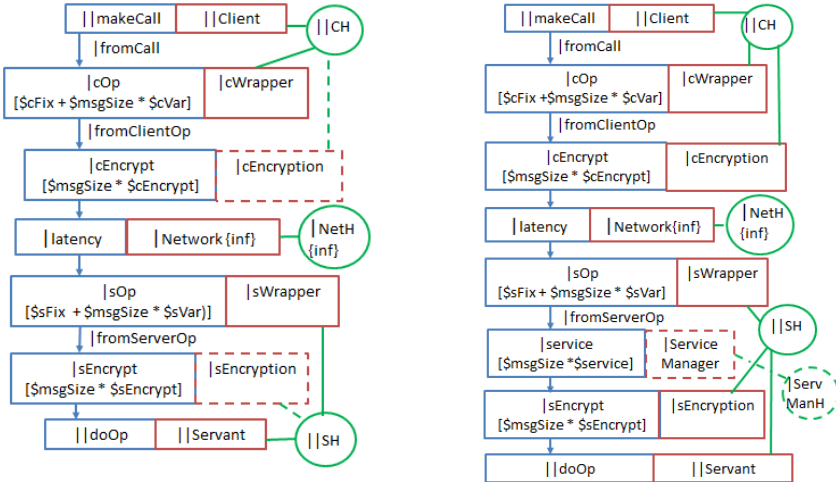 ||makeCall ||Client ||CH
|fromCall
|cOp |cWrapper
[$cFix + $msgSize * $cVar]
|fromClientOp
|cEncrypt |cEncryption
[$msgSize * $cEncrypt]
|latency |Network {inf} |NetH
{inf}
|sOp |sWrapper
[$sFix + $msgSize * $sVar)]
|fromServerOp
|sEncrypt |sEncryption
[$msgSize * $sEncrypt]
||doOp ||Servant ||SH
||makeCall ||Client ||CH
|fromCall
|cOp |cWrapper
[$cFix +$msgSize * $cVar]
|fromClientOp
|cEncrypt |cEncryption
[$msgSize * $cEncrypt]
|latency |Network{inf} |NetH
{inf}
|sOp |sWrapper
[$sFix + $msgSize * $sVar]
|fromServerOp ||SH
|service |Service
[$msgSize *$service] Manager
|Serv
ManH
|sEncrypt |sEncryption
[$msgSize * $sEncrypt]
||doOp ||Servant